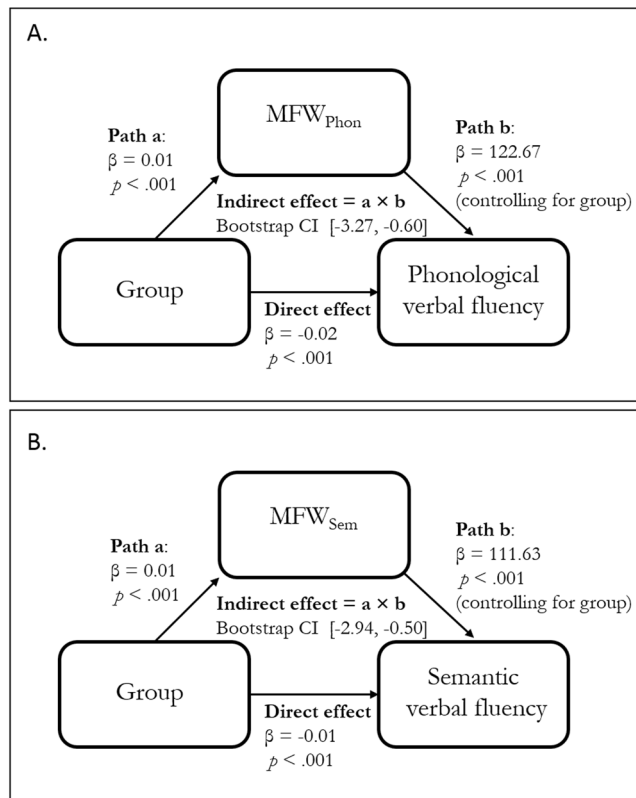 A.
MFW_Phon
Path a:
β = 0.01
p < .001
Path b:
β = 122.67
p < .001
(controlling for group)
Indirect effect = a × b
Bootstrap CI [-3.27, -0.60]
Group
Phonological
verbal fluency
Direct effect
β = -0.02
p < .001
B.
MFW_Sem
Path a:
β = 0.01
p < .001
Path b:
β = 111.63
p < .001
(controlling for group)
Indirect effect = a × b
Bootstrap CI [-2.94, -0.50]
Group
Semantic
verbal fluency
Direct effect
β = -0.01
p < .001